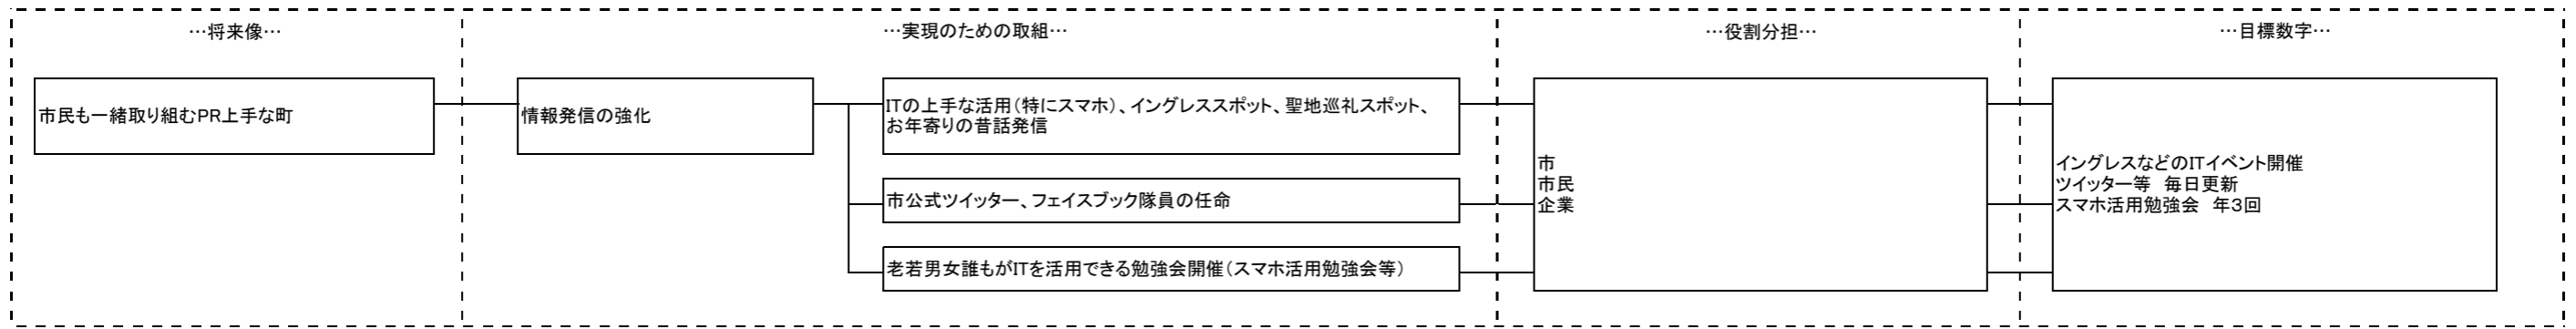 …将来像…
…実現のための取組…
…役割分担…
…目標数字…
市民も一緒取り組むPR上手な町
情報発信の強化
ITの上手な活用(特にスマホ)、イングレススポット、聖地巡礼スポット、
お年寄りの昔話発信
市公式ツイッター、フェイスブック隊員の任命
老若男女誰もがITを活用できる勉強会開催(スマホ活用勉強会等)
市
市民
企業
イングレスなどのITイベント開催
ツイッター等　毎日更新
スマホ活用勉強会　年3回